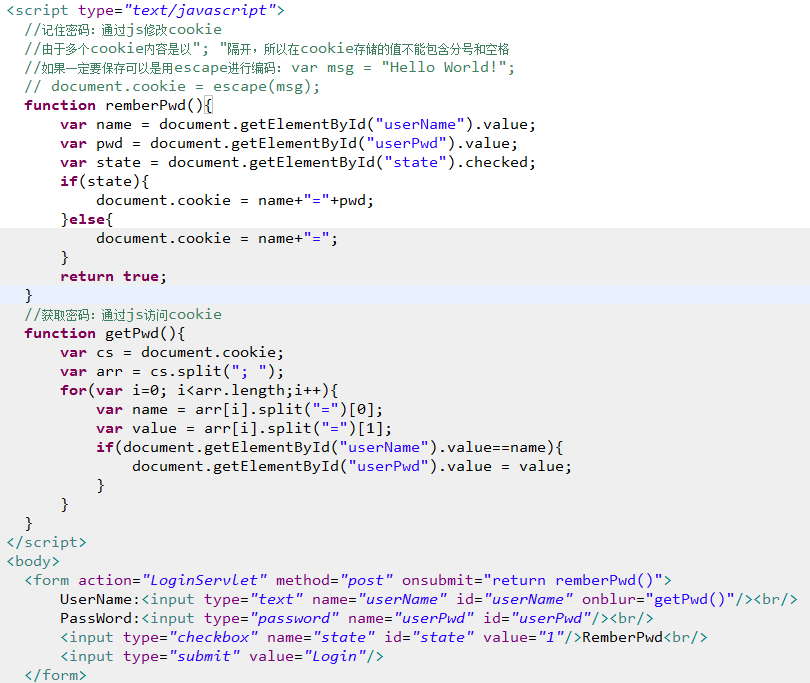 <script type="text/javascript">
//记住密码：通过js修改cookie
//由于多个cookie内容是以"; "隔开，所以在cookie存储的值不能包含分号和空格
//如果一定要保存可以是用escape进行编码：var msg = "Hello World!";
// document.cookie = escape(msg);
function remberPwd(){
var name = document.getElementById("userName").value;
var pwd = document.getElementById("userPwd").value;
var state = document.getElementById("state").checked;
if(state){
document.cookie = name+"="+pwd;
}else{
document.cookie = name+"=";
}
return true;
}
//获取密码：通过js访问cookie
function getPwd(){
var cs = document.cookie;
var arr = cs.split("; ");
for(var i=0; i<arr.length;i++){
var name = arr[i].split("=")[0];
var value = arr[i].split("=")[1];
if(document.getElementById("userName").value==name){
document.getElementById("userPwd").value = value;
}
}
}
</script>
<body>
<form action="LoginServlet" method="post" onsubmit="return remberPwd()">
UserName:<input type="text" name="userName" id="userName" onblur="getPwd()"/><br/>
PassWord:<input type="password" name="userPwd" id="userPwd"/><br/>
<input type="checkbox" name="state" id="state" value="1"/>RemberPwd<br/>
<input type="submit" value="Login"/>
</form>